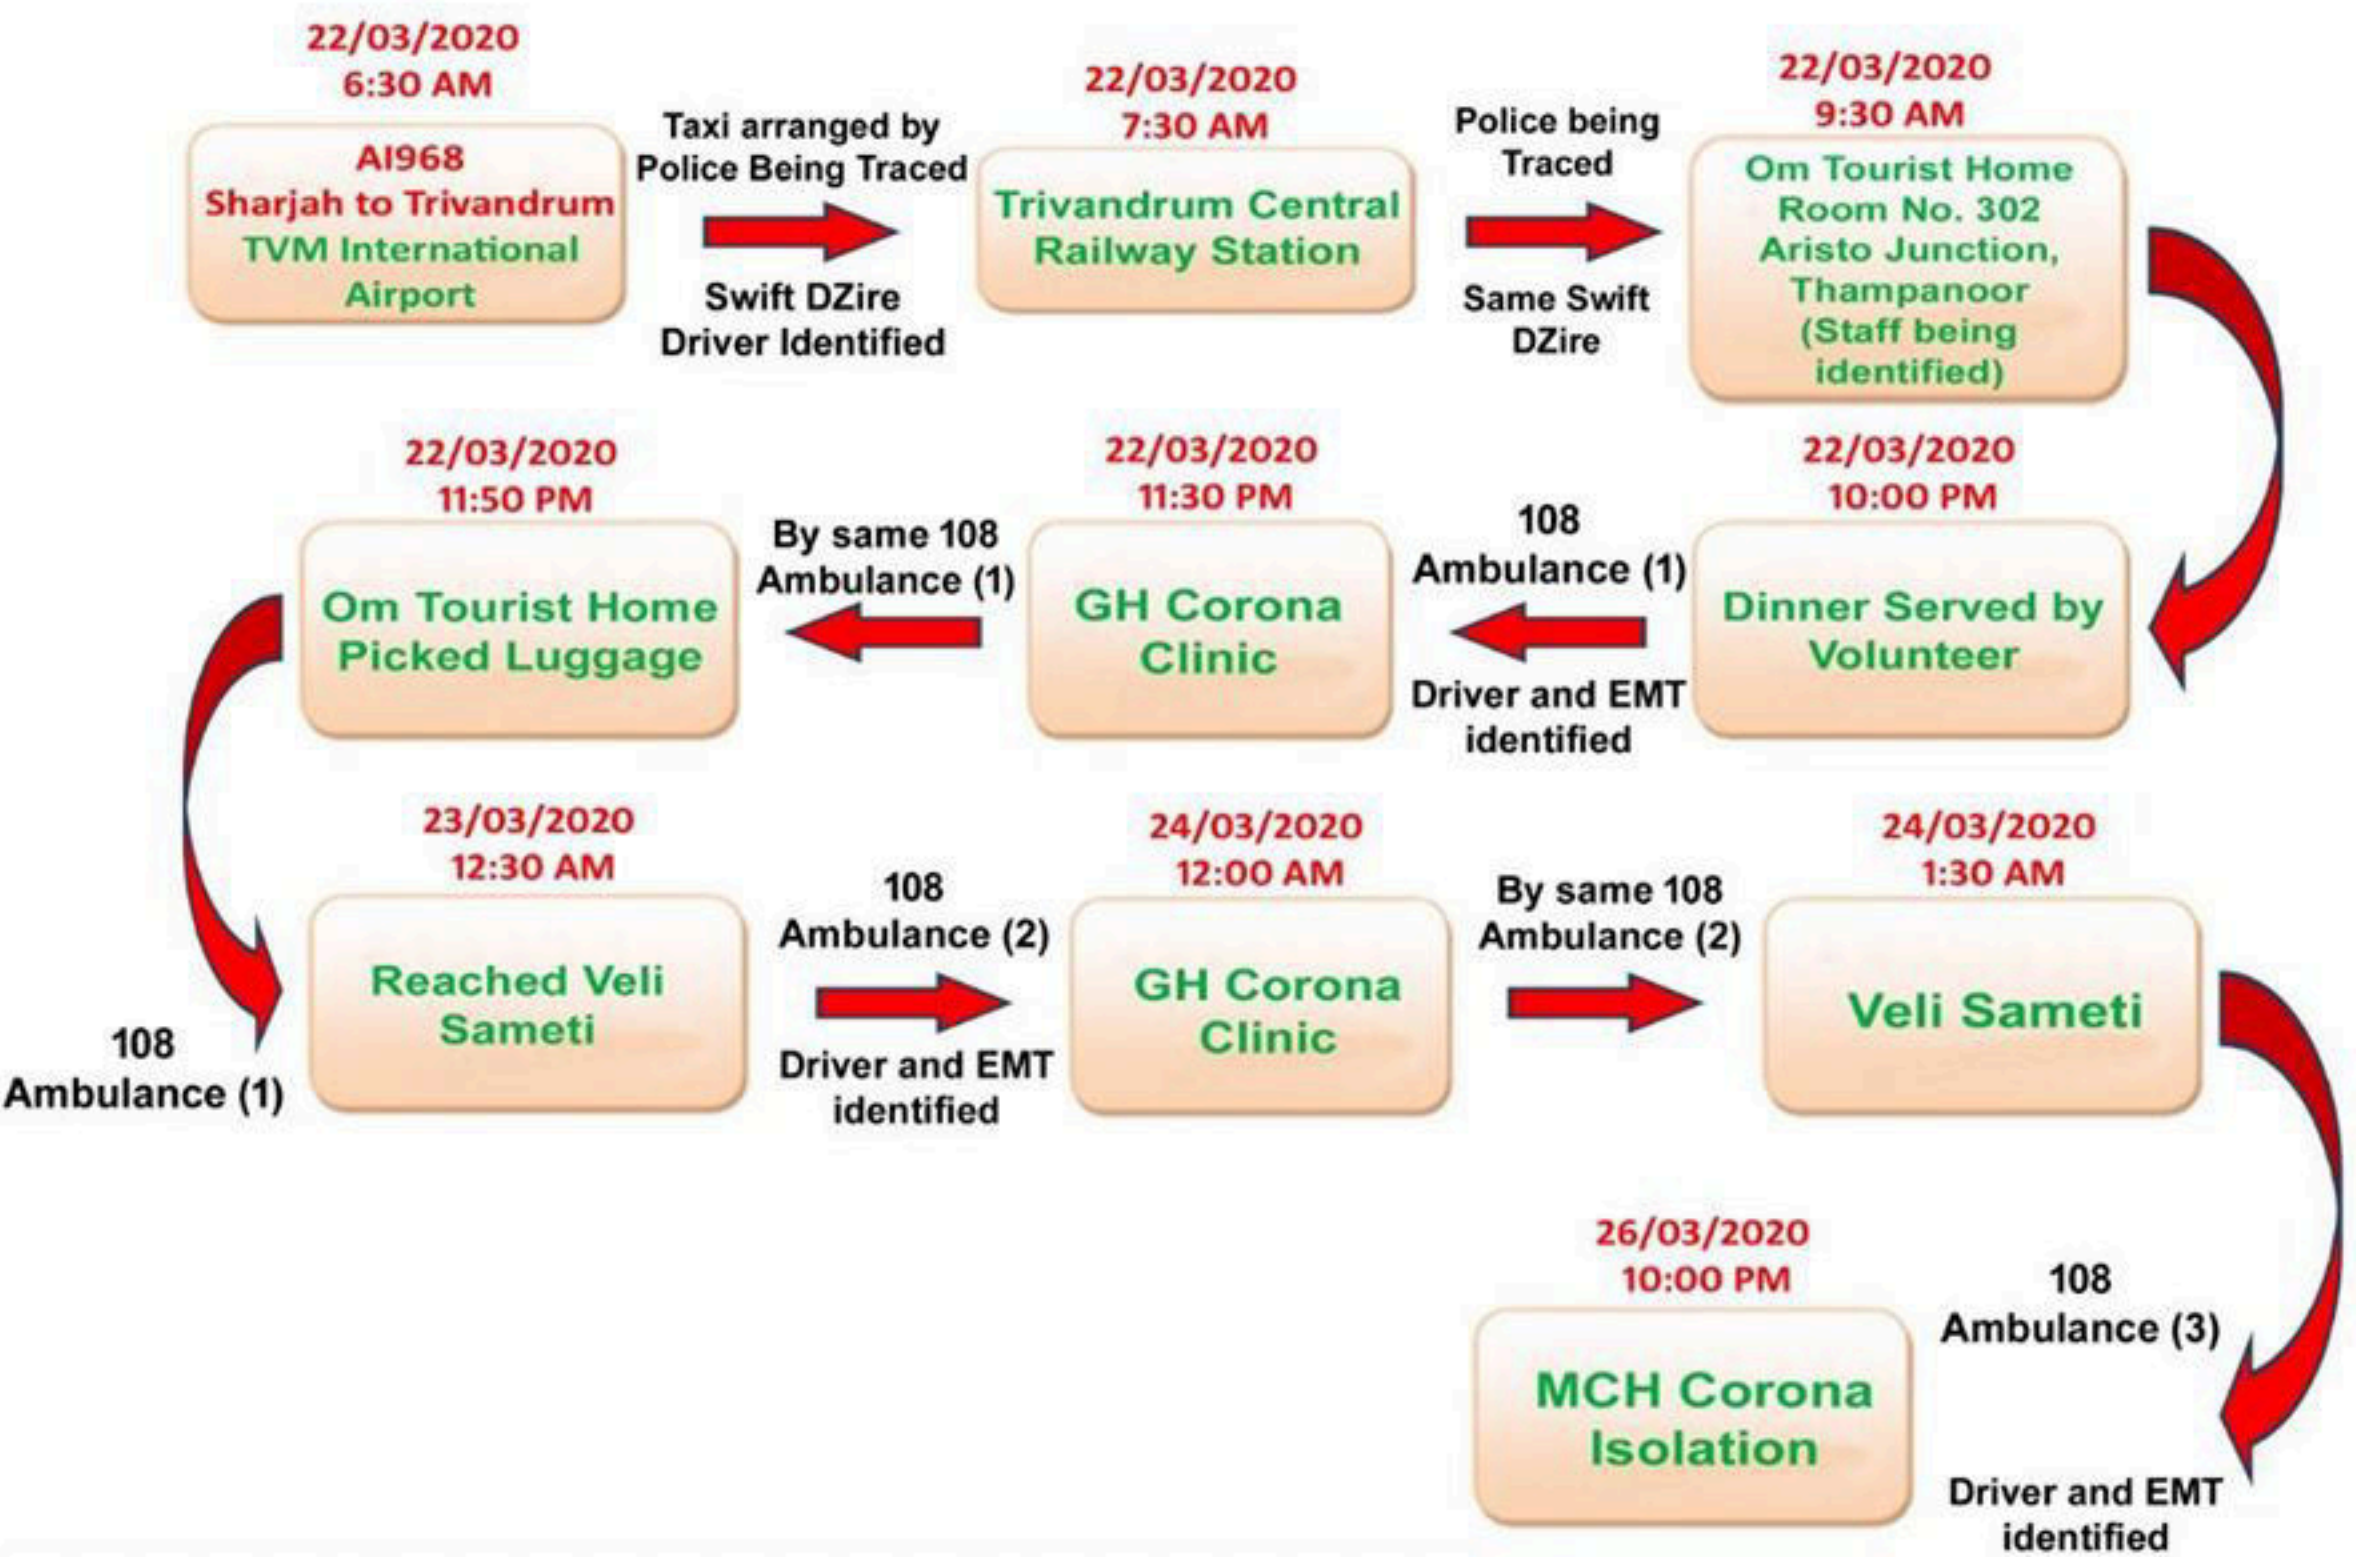 22/03/2020
6:30 AM
AI968
Sharjah to Trivandrum
TVM International
Airport
Taxi arranged by
Police Being Traced
Swift DZire
Driver Identified
22/03/2020
7:30 AM
Trivandrum Central
Railway Station
Police being
Traced
Same Swift
DZire
22/03/2020
9:30 AM
Om Tourist Home
Room No. 302
Aristo Junction,
Thampanoor
(Staff being
identified)
22/03/2020
10:00 PM
Dinner Served by
Volunteer
108
Ambulance (1)
Driver and EMT
identified
22/03/2020
11:30 PM
GH Corona
Clinic
By same 108
Ambulance (1)
22/03/2020
11:50 PM
Om Tourist Home
Picked Luggage
108
Ambulance (1)
23/03/2020
12:30 AM
Reached Veli
Sameti
108
Ambulance (2)
Driver and EMT
identified
24/03/2020
12:00 AM
GH Corona
Clinic
By same 108
Ambulance (2)
24/03/2020
1:30 AM
Veli Sameti
108
Ambulance (3)
Driver and EMT
identified
26/03/2020
10:00 PM
MCH Corona
Isolation